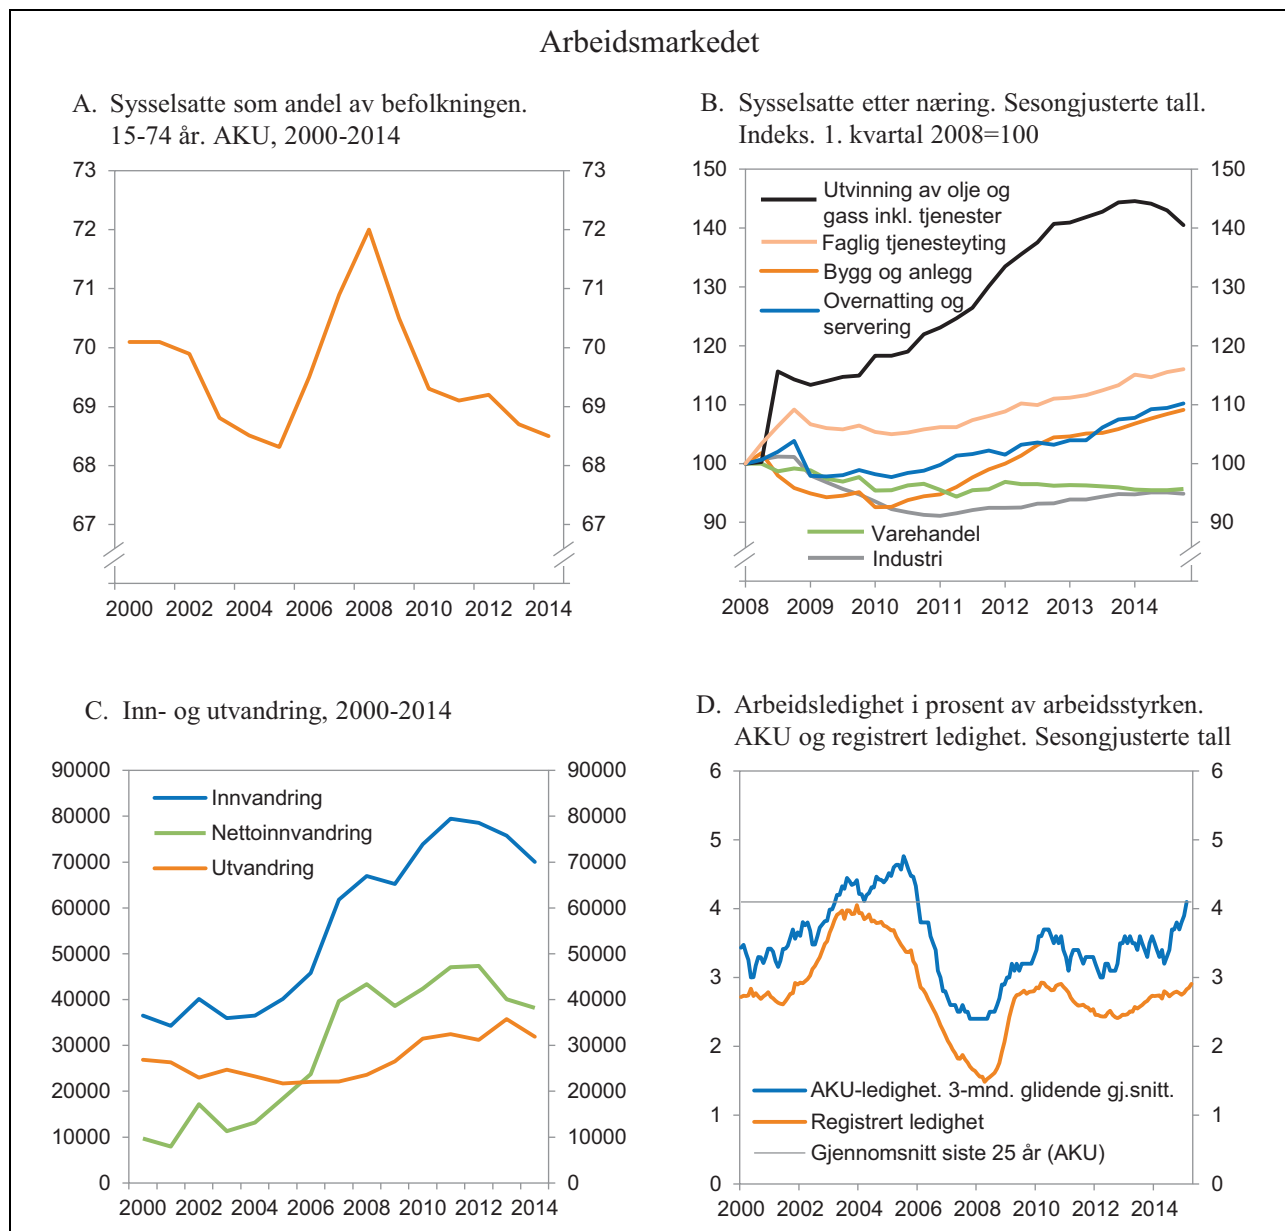 Arbeidsmarkedet
A. Sysselsatte som andel av befolkningen.
15-74 år. AKU, 2000-2014
73 73
72 72
71 71
70 70
69 69
68 68
67 67
2000 2002 2004 2006 2008 2010 2012 2014
B. Sysselsatte etter næring. Sesongjusterte tall.
Indeks. 1. kvartal 2008=100
150 150
140 140
130 130
120 120
110 110
100 100
90 90
Utvinning av olje og
gass inkl. tjenester
Faglig tjenesteyting
Bygg og anlegg
Overnatting og
servering
Varehandel
Industri
2008 2009 2010 2011 2012 2013 2014
C. Inn- og utvandring, 2000-2014
90000 90000
80000 80000
70000 70000
60000 60000
50000 50000
40000 40000
30000 30000
20000 20000
10000 10000
0 0
Innvandring
Nettoinnvandring
Utvandring
2000 2002 2004 2006 2008 2010 2012 2014
D. Arbeidsledighet i prosent av arbeidsstyrken.
AKU og registrert ledighet. Sesongjusterte tall
6 6
5 5
4 4
3 3
2 2
1 1
0 0
AKU-ledighet. 3-mnd. glidende gj.snitt.
Registrert ledighet
Gjennomsnitt siste 25 år (AKU)
2000 2002 2004 2006 2008 2010 2012 2014